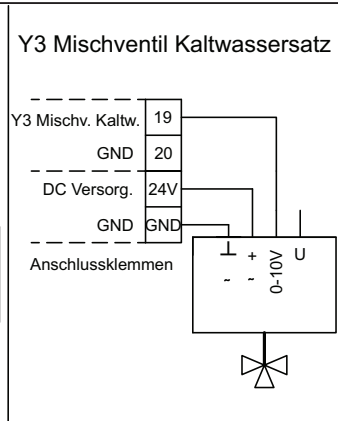 Y3 Mischventil Kaltwassersatz
Y3 Mischv. Kaltw. 19
GND 20
DC Versorg. 24V
GND GND
Anschlussklemmen
⊥ + 0-10V U
~ ~